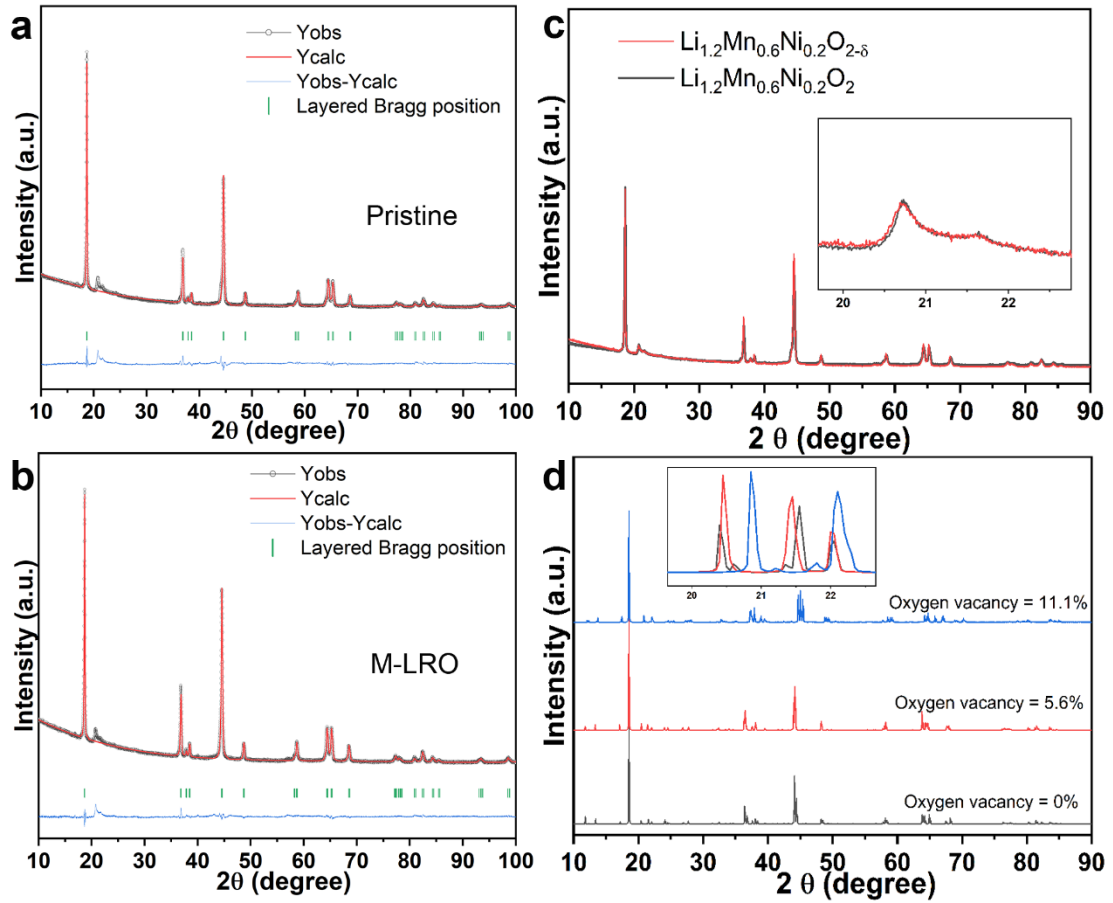 a
Yobs
Ycalc
Yobs-Ycalc
Layered Bragg position
Pristine
Intensity (a.u.)
10 20 30 40 50 60 70 80 90 100
2θ (degree)
b
Yobs
Ycalc
Yobs-Ycalc
Layered Bragg position
M-LRO
Intensity (a.u.)
10 20 30 40 50 60 70 80 90 100
2θ (degree)
c
Li1.2Mn0.6Ni0.2O2-δ
Li1.2Mn0.6Ni0.2O2
20 21 22
Intensity (a.u.)
10 20 30 40 50 60 70 80 90
2 θ (degree)
d
20 21 22
Oxygen vacancy = 11.1%
Oxygen vacancy = 5.6%
Oxygen vacancy = 0%
Intensity (a.u.)
10 20 30 40 50 60 70 80 90
2 θ (degree)